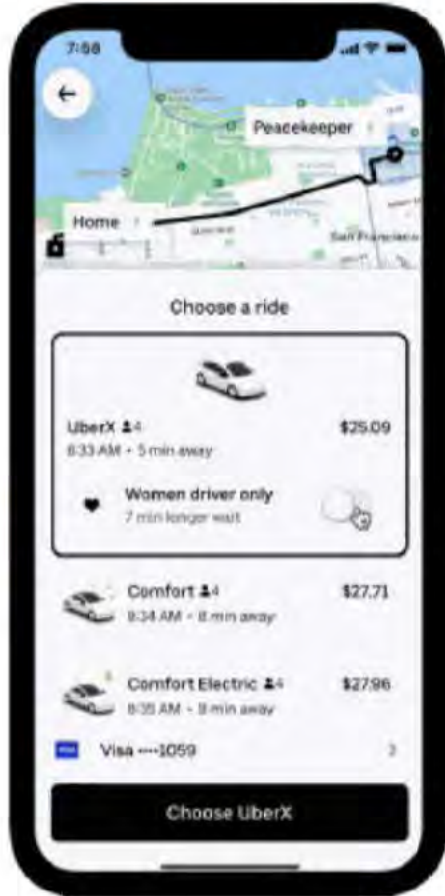 7:58
Peacekeeper
Home
San Francisco
Choose a ride
UberX 4 $25.09
8:33 AM • 5 min away
Women driver only
7 min longer wait
Comfort 4 $27.71
8:34 AM • 8 min away
Comfort Electric 4 $27.96
8:35 AM • 9 min away
VISA Visa ••••1059
Choose UberX